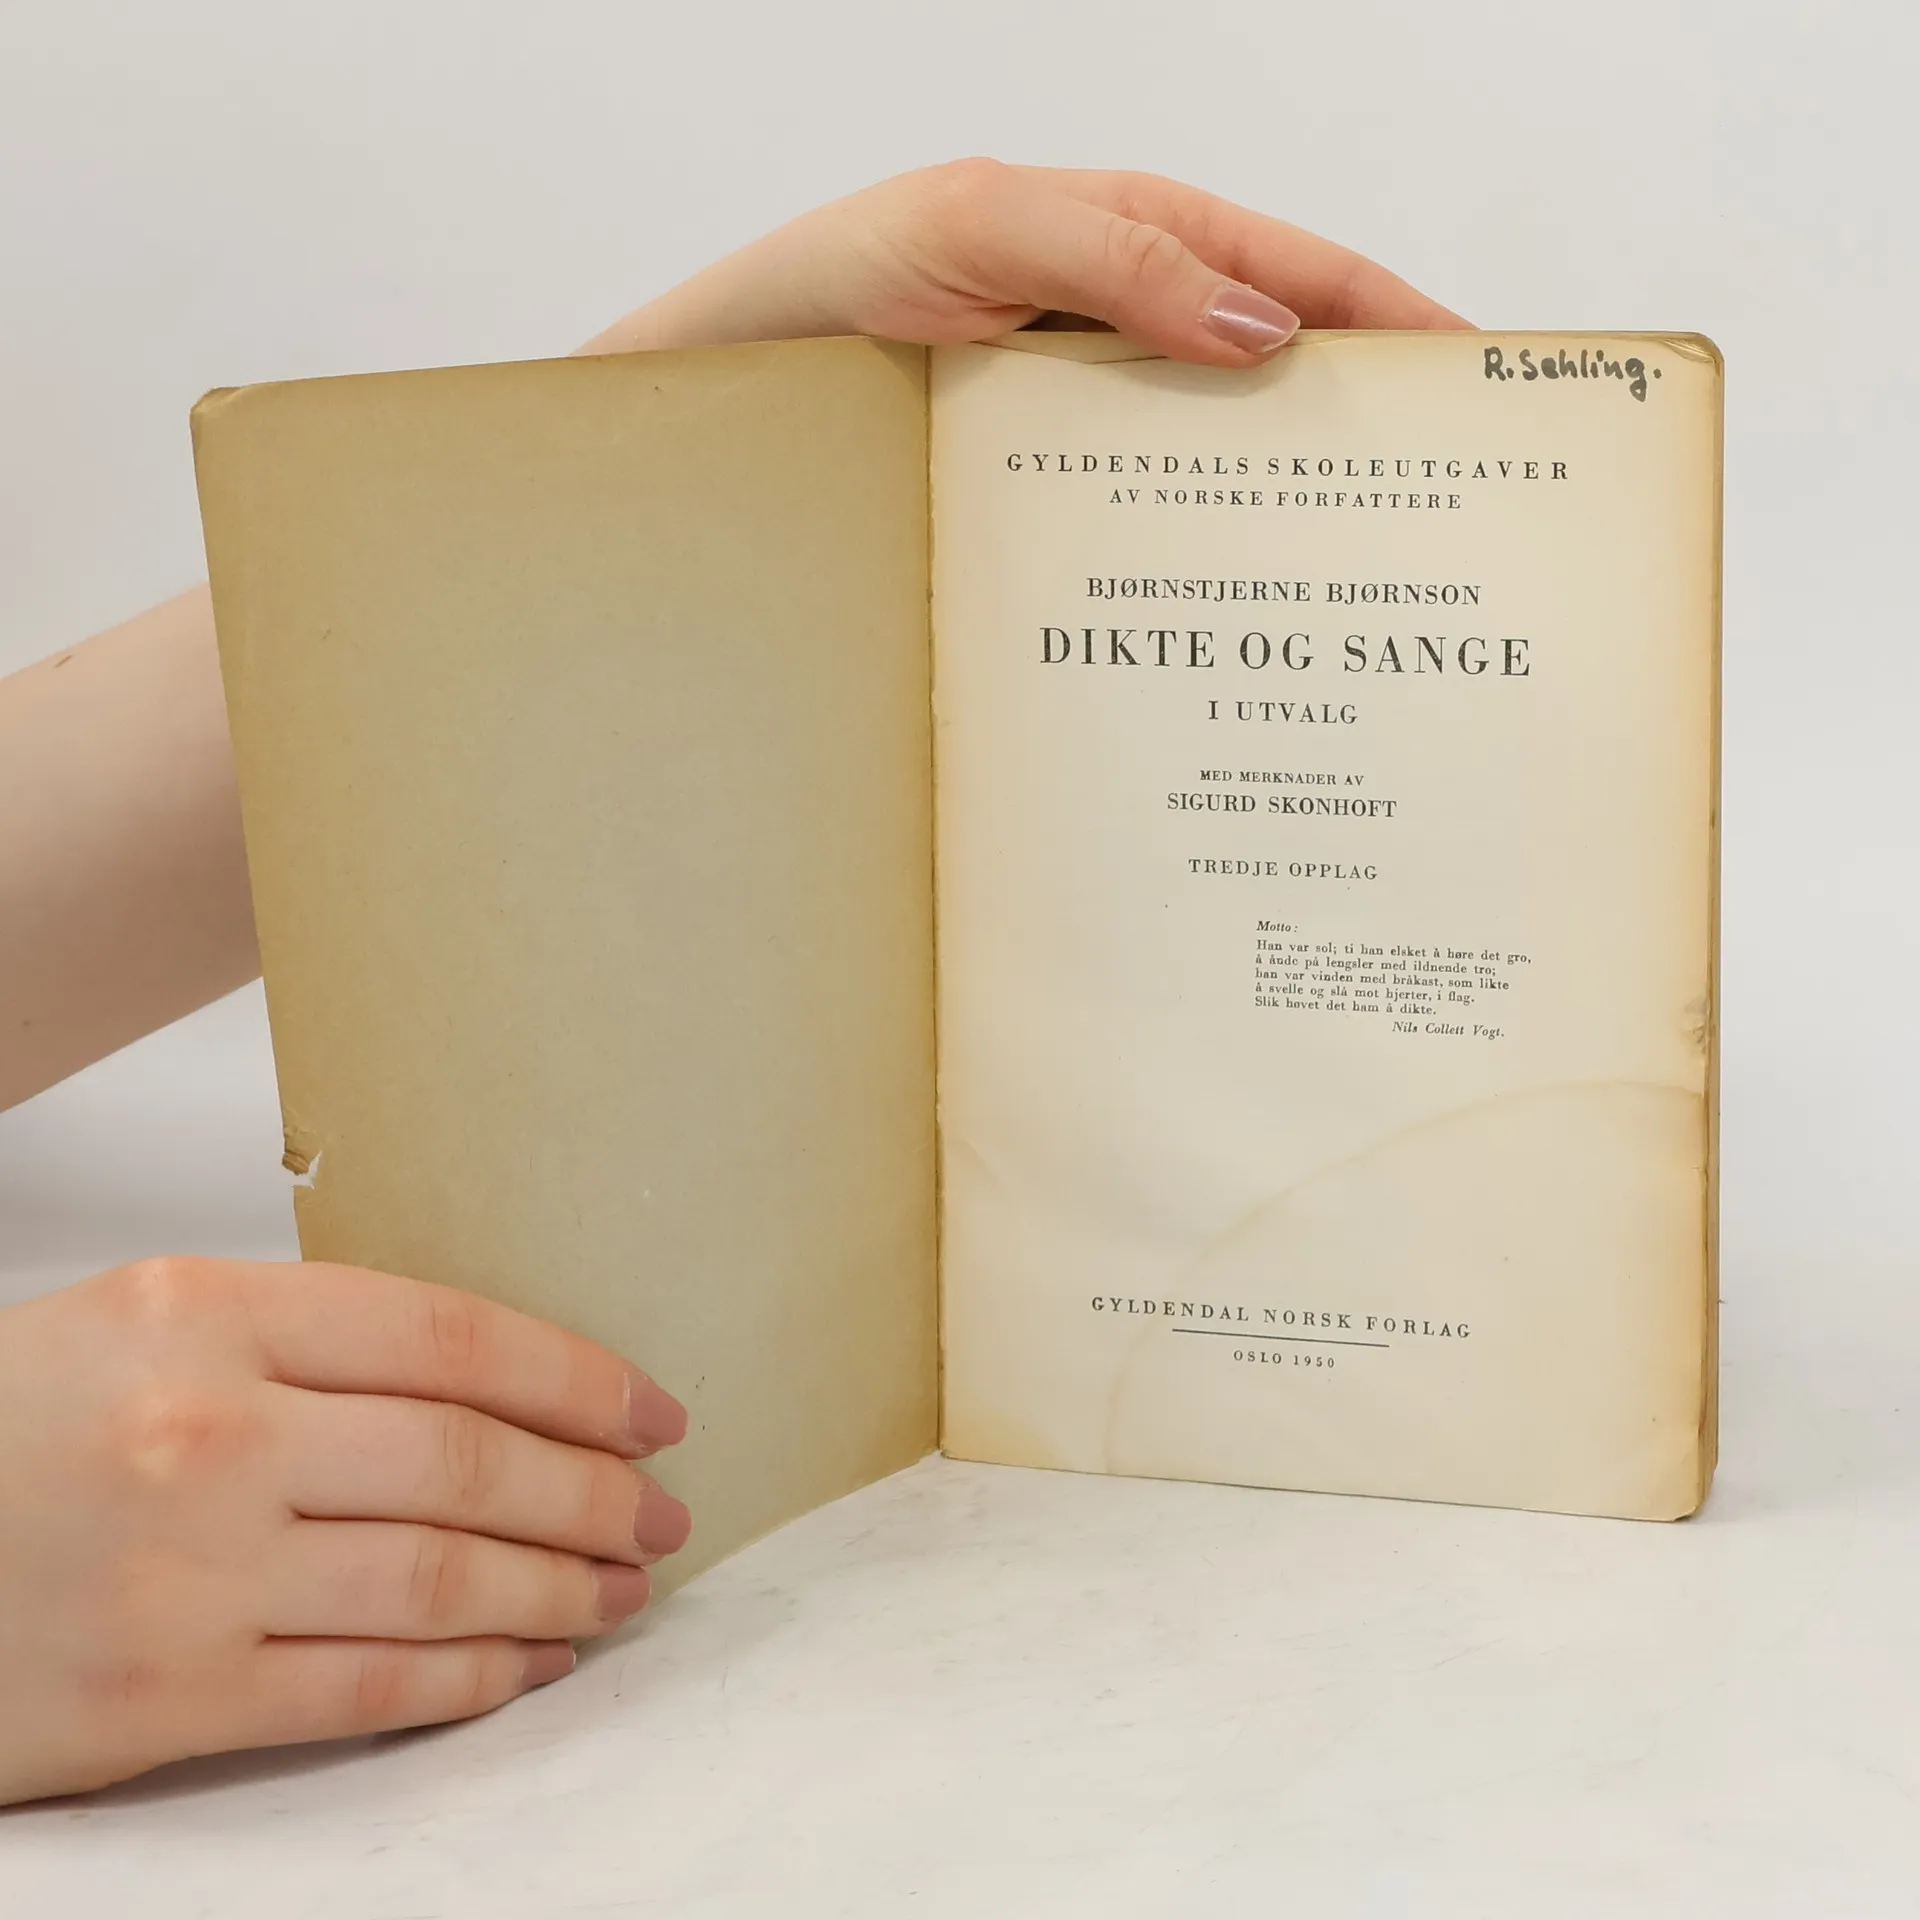 R. Sehling.
GYLDENDALS SKOLEUTGAVER
AV NORSKE FORFATTERE
BJØRNSTJERNE BJØRNSON
DIKTE OG SANGE
I UTVALG
MED MERKNADER AV
SIGURD SKONHOFT
TREDJE OPPLAG
Motto:
Han var sol; ti han elsket å høre det gro,
å ånde på lengsler med ildnende tro;
han var vinden med bråkast, som likte
å svelle og slå mot hjerter, i flag.
Slik høvet det ham å dikte.
Nils Collett Vogt.
GYLDENDAL NORSK FORLAG
OSLO 1950